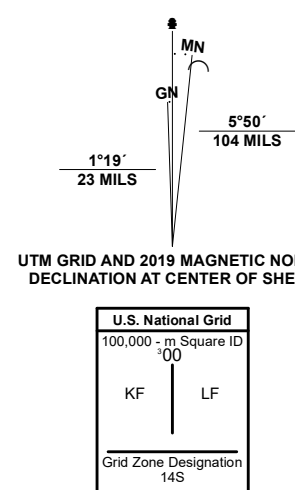 MN
GN
5°50´
104 MILS
1°19´
23 MILS
UTM GRID AND 2019 MAGNETIC NO
DECLINATION AT CENTER OF SHE
U.S. National Grid
100,000 - m Square ID
³00
KF LF
Grid Zone Designation
14S